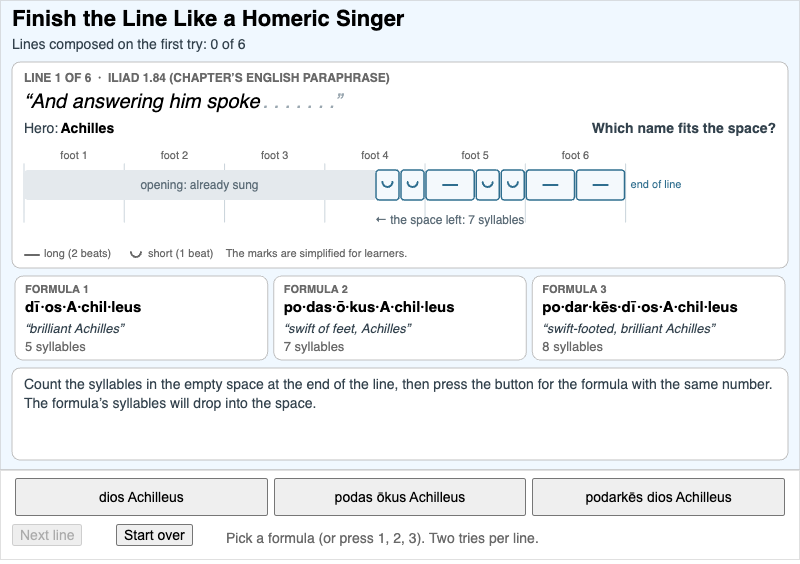 Finish the Line Like a Homeric Singer
Lines composed on the first try: 0 of 6
LINE 1 OF 6 · ILIAD 1.84 (CHAPTER'S ENGLISH PARAPHRASE)
“And answering him spoke . . . . . . .”
Hero: Achilles
Which name fits the space?
foot 1 foot 2 foot 3 foot 4 foot 5 foot 6
opening: already sung
end of line
← the space left: 7 syllables
long (2 beats) short (1 beat) The marks are simplified for learners.
FORMULA 1
dī·os·A·chil·leus
“brilliant Achilles”
5 syllables
FORMULA 2
po·das·ō·kus·A·chil·leus
“swift of feet, Achilles”
7 syllables
FORMULA 3
po·dar·kēs·dī·os·A·chil·leus
“swift-footed, brilliant Achilles”
8 syllables
Count the syllables in the empty space at the end of the line, then press the button for the formula with the same number.
The formula's syllables will drop into the space.
dios Achilleus
podas ōkus Achilleus
podarkēs dios Achilleus
Next line
Start over
Pick a formula (or press 1, 2, 3). Two tries per line.